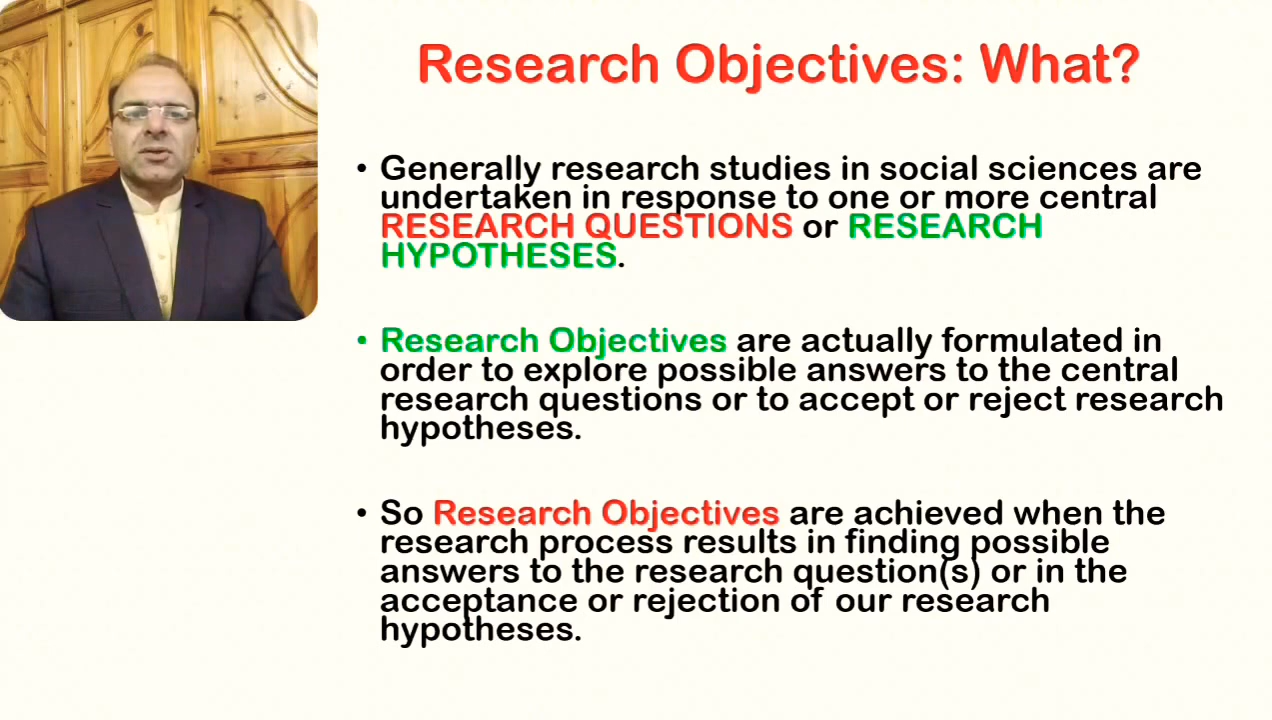 Research Objectives: What?
• Generally research studies in social sciences are
undertaken in response to one or more central
RESEARCH QUESTIONS or RESEARCH
HYPOTHESES.
• Research Objectives are actually formulated in
order to explore possible answers to the central
research questions or to accept or reject research
hypotheses.
• So Research Objectives are achieved when the
research process results in finding possible
answers to the research question(s) or in the
acceptance or rejection of our research
hypotheses.